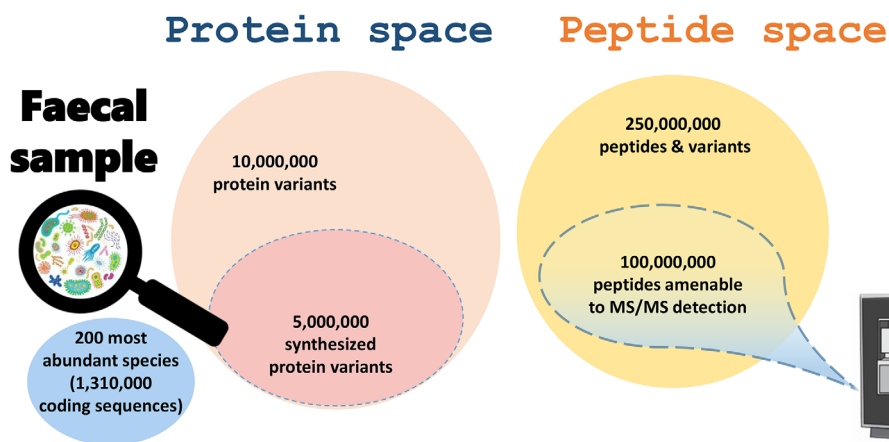 Protein space
Peptide space
Faecal
sample
10,000,000
protein variants
5,000,000
synthesized
protein variants
200 most
abundant species
(1,310,000
coding sequences)
250,000,000
peptides & variants
100,000,000
peptides amenable
to MS/MS detection